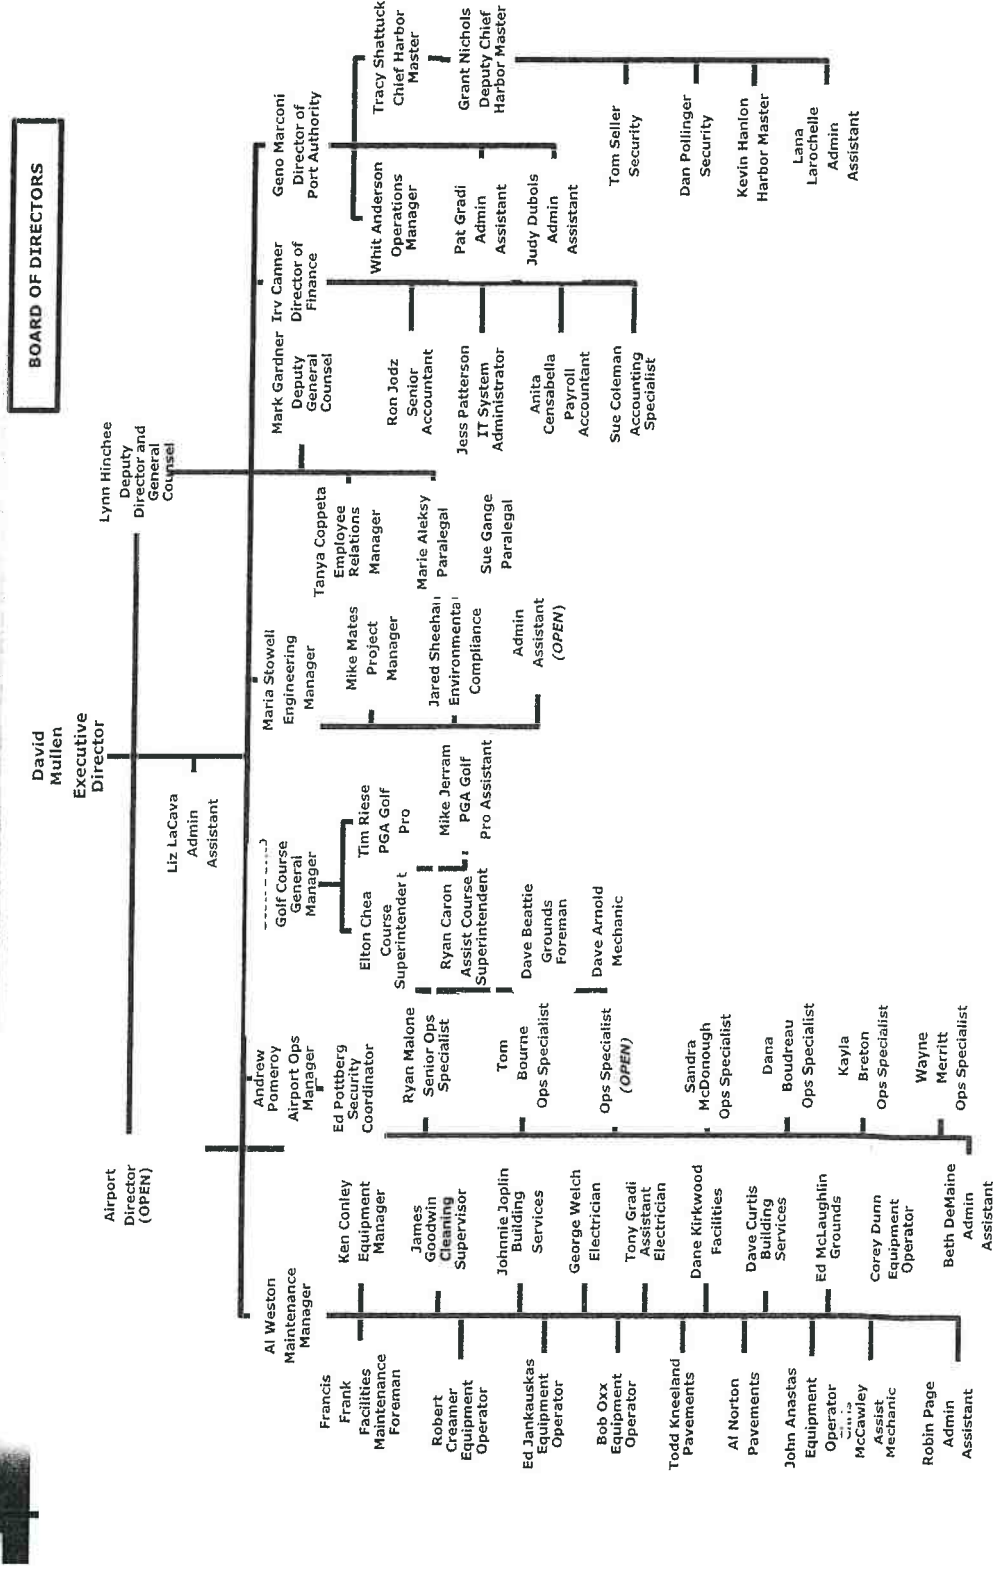 BOARD OF DIRECTORS
David
Mullen
Executive
Director
Lynn Hinchee
Deputy
Director and
General
Counsel
Airport
Director
(OPEN)
Liz LaCava
Admin
Assistant
Al Weston
Maintenance
Manager
Francis
Frank
Facilities
Maintenance
Foreman
Robert
Creamer
Equipment
Operator
Ed Jankauskas
Equipment
Operator
Bob Oxx
Equipment
Operator
Todd Kneeland
Pavements
Al Norton
Pavements
John Anastas
Equipment
Operator
McCawley
Assist
Mechanic
Robin Page
Admin
Assistant
Ken Conley
Equipment
Manager
James
Goodwin
Cleaning
Supervisor
Johnnie Joplin
Building
Services
George Welch
Electrician
Tony Gradi
Assistant
Electrician
Dane Kirkwood
Facilities
Dave Curtis
Building
Services
Ed McLaughlin
Grounds
Corey Dunn
Equipment
Operator
Andrew
Pomeroy
Airport Ops
Manager
Ed Pottberg
Security
Coordinator
Ryan Malone
Senior Ops
Specialist
Tom
Bourne
Ops Specialist
Ops Specialist
(OPEN)
Sandra
McDonough
Ops Specialist
Dana
Boudreau
Ops Specialist
Kayla
Breton
Ops Specialist
Wayne
Merritt
Ops Specialist
Beth DeMaine
Admin
Assistant
Golf Course
General
Manager
Elton Chea
Course
Superintendent
Ryan Caron
Assist Course
Superintendent
Dave Beattie
Grounds
Foreman
Dave Arnold
Mechanic
Tim Riese
PGA Golf
Pro
Mike Jerram
PGA Golf
Pro Assistant
Maria Stowell
Engineering
Manager
Mike Mates
Project
Manager
Jared Sheehan
Environmental
Compliance
Admin
Assistant
(OPEN)
Tanya Coppeta
Employee
Relations
Manager
Marie Aleksy
Paralegal
Sue Gange
Paralegal
Mark Gardner
Deputy
General
Counsel
Irv Canner
Director of
Finance
Ron Jodz
Senior
Accountant
Jess Patterson
IT System
Administrator
Anita
Censabella
Payroll
Accountant
Sue Coleman
Accounting
Specialist
Geno Marconi
Director of
Port Authority
Whit Anderson
Operations
Manager
Pat Gradi
Admin
Assistant
Judy Dubois
Admin
Assistant
Tracy Shattuck
Chief Harbor
Master
Grant Nichols
Deputy Chief
Harbor Master
Tom Seller
Security
Dan Pollinger
Security
Kevin Hanlon
Harbor Master
Lana
Larochelle
Admin
Assistant